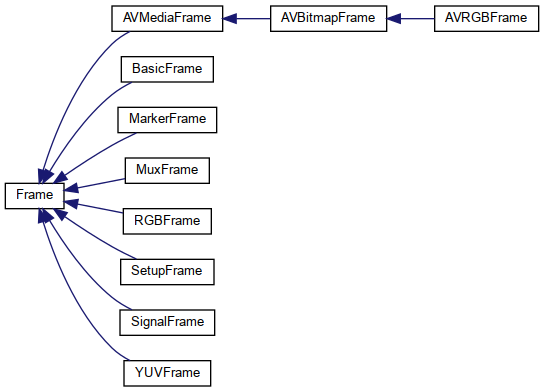 AVMediaFrame
AVBitmapFrame
AVRGBFrame
BasicFrame
MarkerFrame
MuxFrame
Frame
RGBFrame
SetupFrame
SignalFrame
YUVFrame